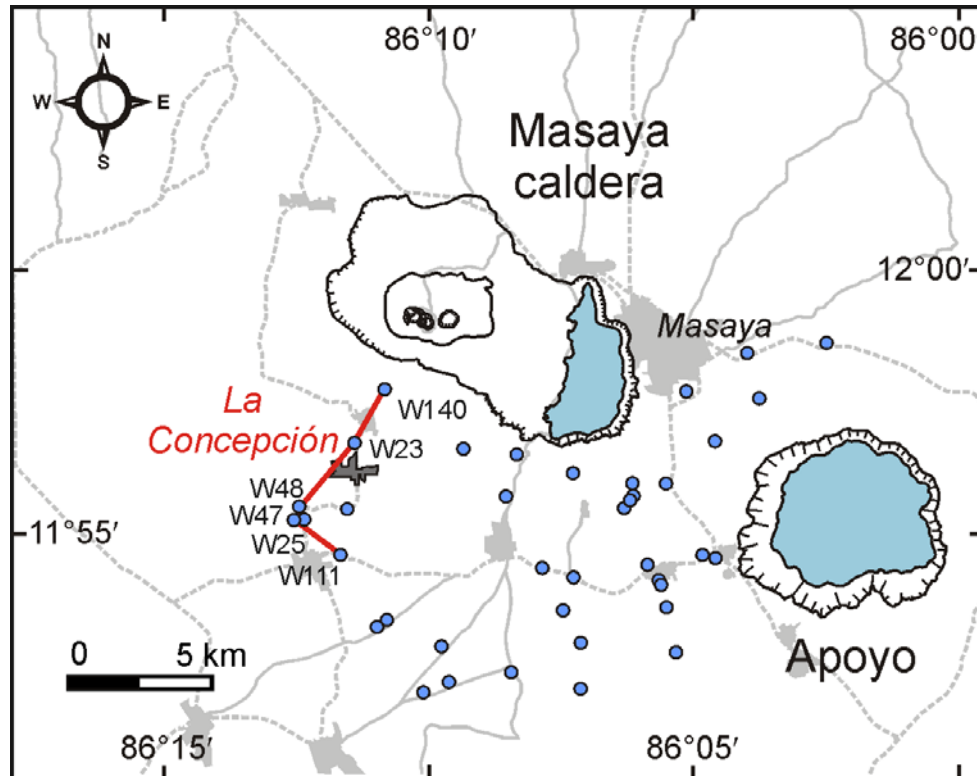 86°10′
86°00′
N
W
E
S
Masaya
caldera
12°00′
Masaya
La
Concepción
W140
W23
W48
W47
W25
W111
11°55′
0
5 km
Apoyo
86°15′
86°05′